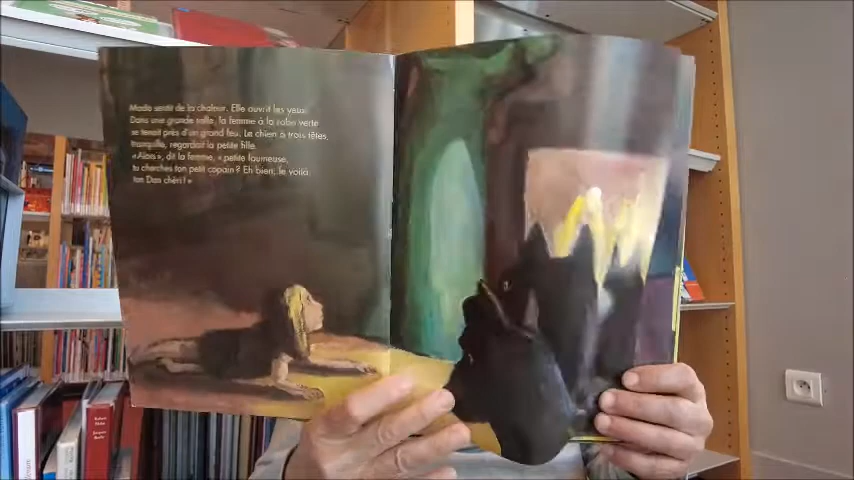 Mado sentit de la chaleur. Elle ouvrit les yeux.
Dans une grande salle, la femme à la robe verte
se tenait près d'un grand feu. Le chien à trois têtes,
tranquille, regardait la petite fille.
« Alors », dit la femme, « petite fauneuse...
tu cherches ton petit copain ? Eh bien, le voilà
ton Dan chéri ! »